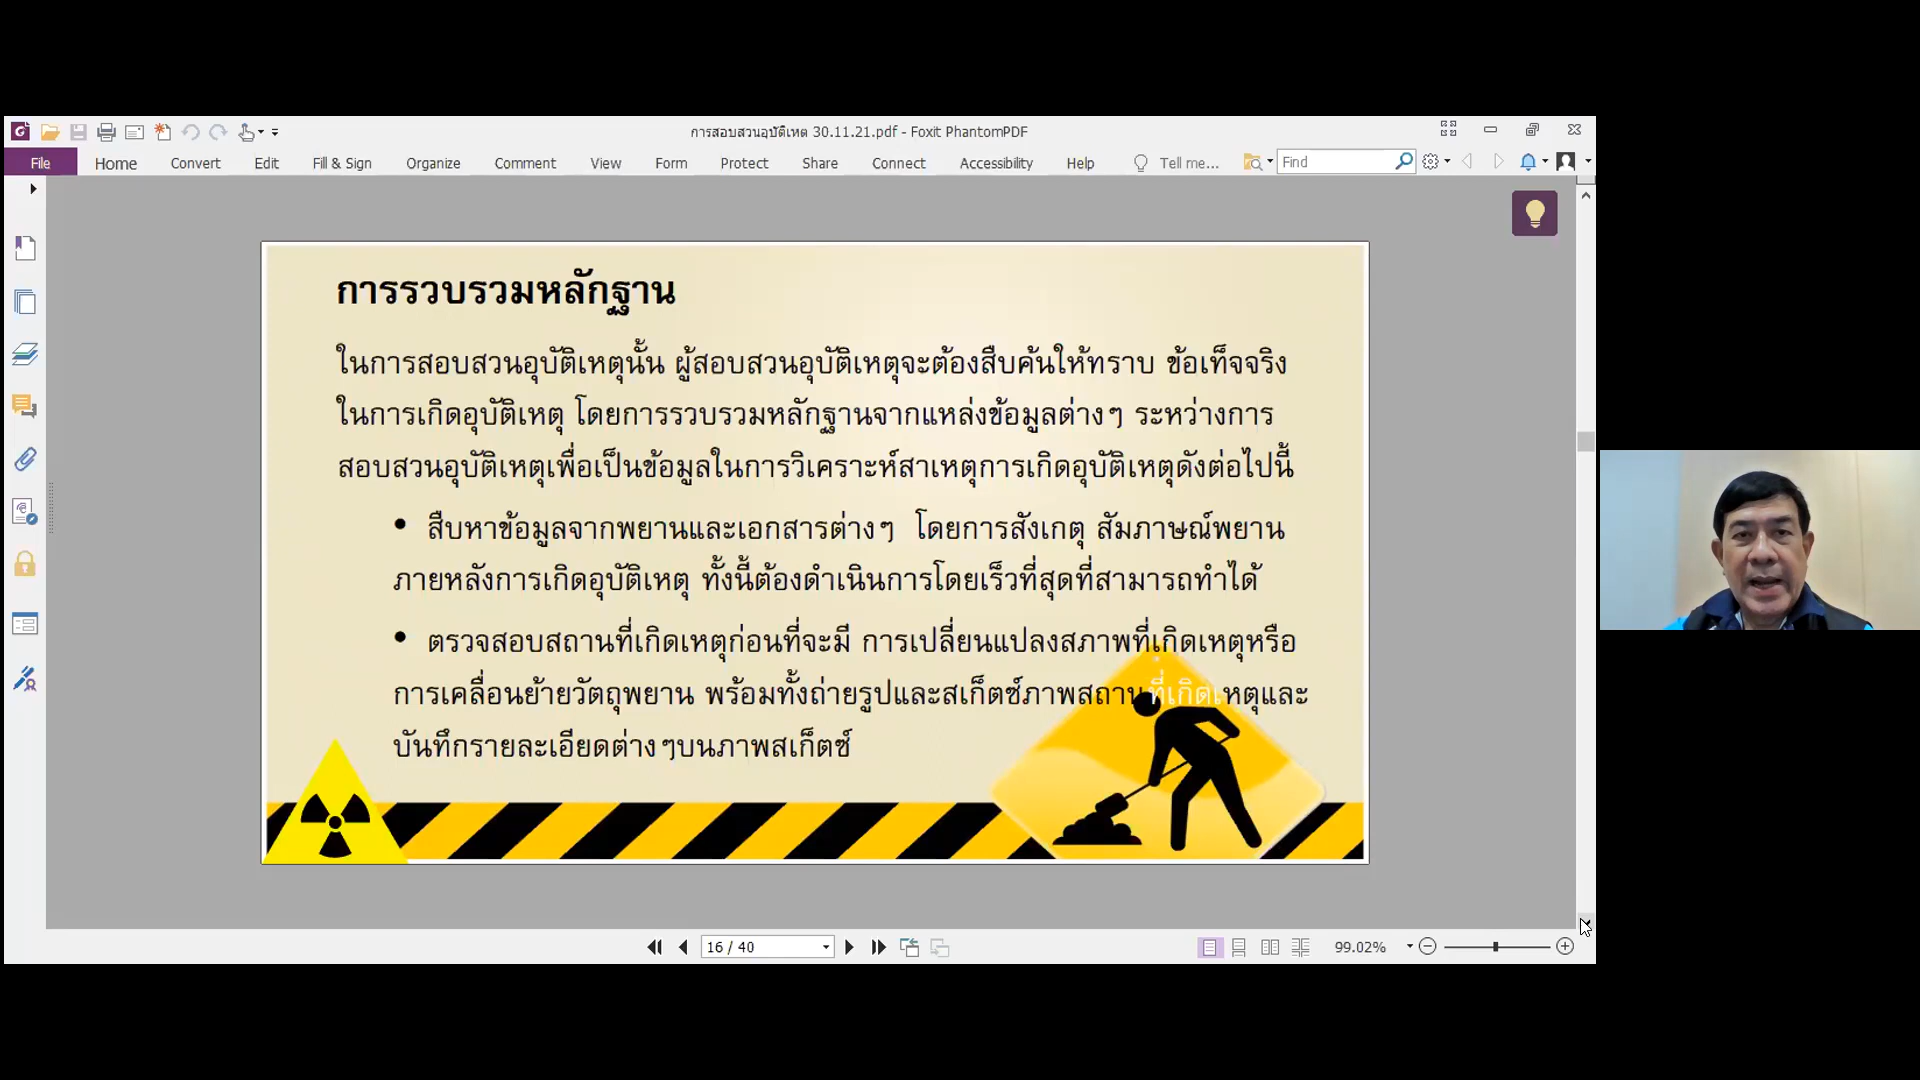 การสอบสวนอุบัติเหต 30.11.21.pdf - Foxit PhantomPDF
File Home Convert Edit Fill & Sign Organize Comment View Form Protect Share Connect Accessibility Help Tell me... Find
การรวบรวมหลักฐาน
ในการสอบสวนอุบัติเหตุนั้น ผู้สอบสวนอุบัติเหตุจะต้องสืบค้นให้ทราบ ข้อเท็จจริง
ในการเกิดอุบัติเหตุ โดยการรวบรวมหลักฐานจากแหล่งข้อมูลต่างๆ ระหว่างการ
สอบสวนอุบัติเหตุเพื่อเป็นข้อมูลในการวิเคราะห์สาเหตุการเกิดอุบัติเหตุดังต่อไปนี้
• สืบหาข้อมูลจากพยานและเอกสารต่างๆ โดยการสังเกตุ สัมภาษณ์พยาน
ภายหลังการเกิดอุบัติเหตุ ทั้งนี้ต้องดำเนินการโดยเร็วที่สุดที่สามารถทำได้
• ตรวจสอบสถานที่เกิดเหตุก่อนที่จะมี การเปลี่ยนแปลงสภาพที่เกิดเหตุหรือ
การเคลื่อนย้ายวัตถุพยาน พร้อมทั้งถ่ายรูปและสเก็ตซ์ภาพสถานที่เกิดเหตุและ
บันทึกรายละเอียดต่างๆบนภาพสเก็ตซ์
16 / 40 99.02%